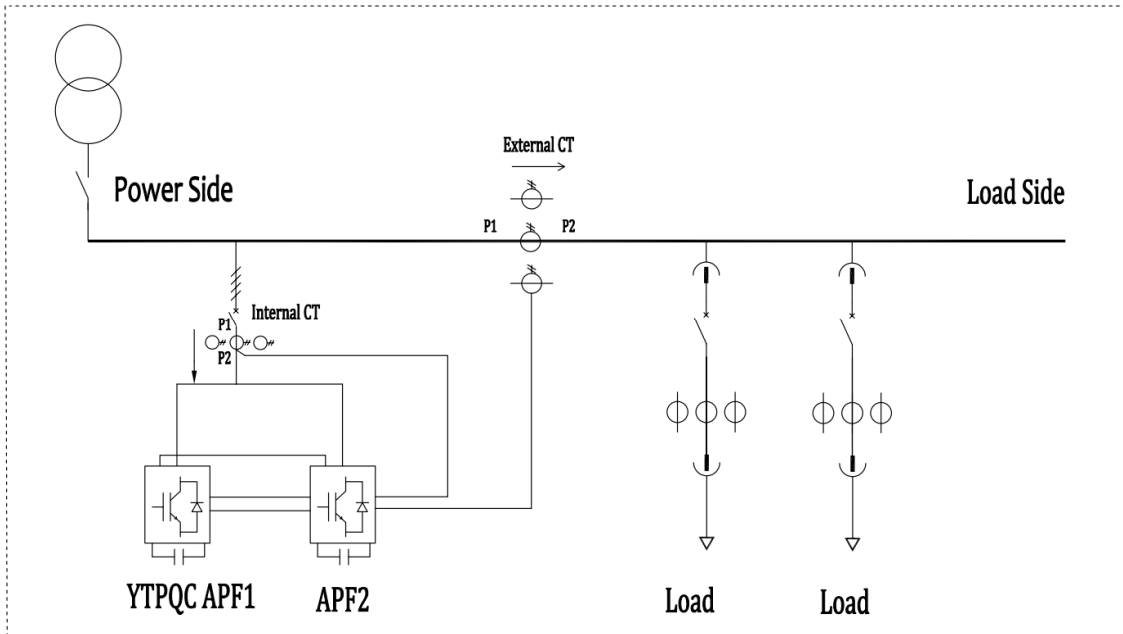 External CT
Power Side
Load Side
P1
P2
Internal CT
P1
P2
YTPQC APF1
APF2
Load
Load